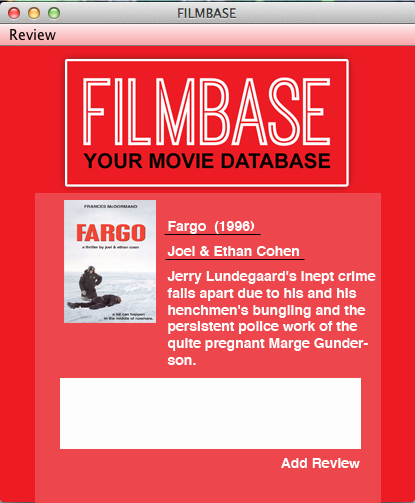 FILMBASE
Review
FILMBASE
YOUR MOVIE DATABASE
FRANCES McDORMAND
FARGO
a thriller by joel & ethan coen
a lot can happen
in the middle of nowhere.
Fargo (1996)
Joel & Ethan Cohen
Jerry Lundegaard's inept crime
falls apart due to his and his
henchmen's bungling and the
persistent police work of the
quite pregnant Marge Gunder-
son.
Add Review